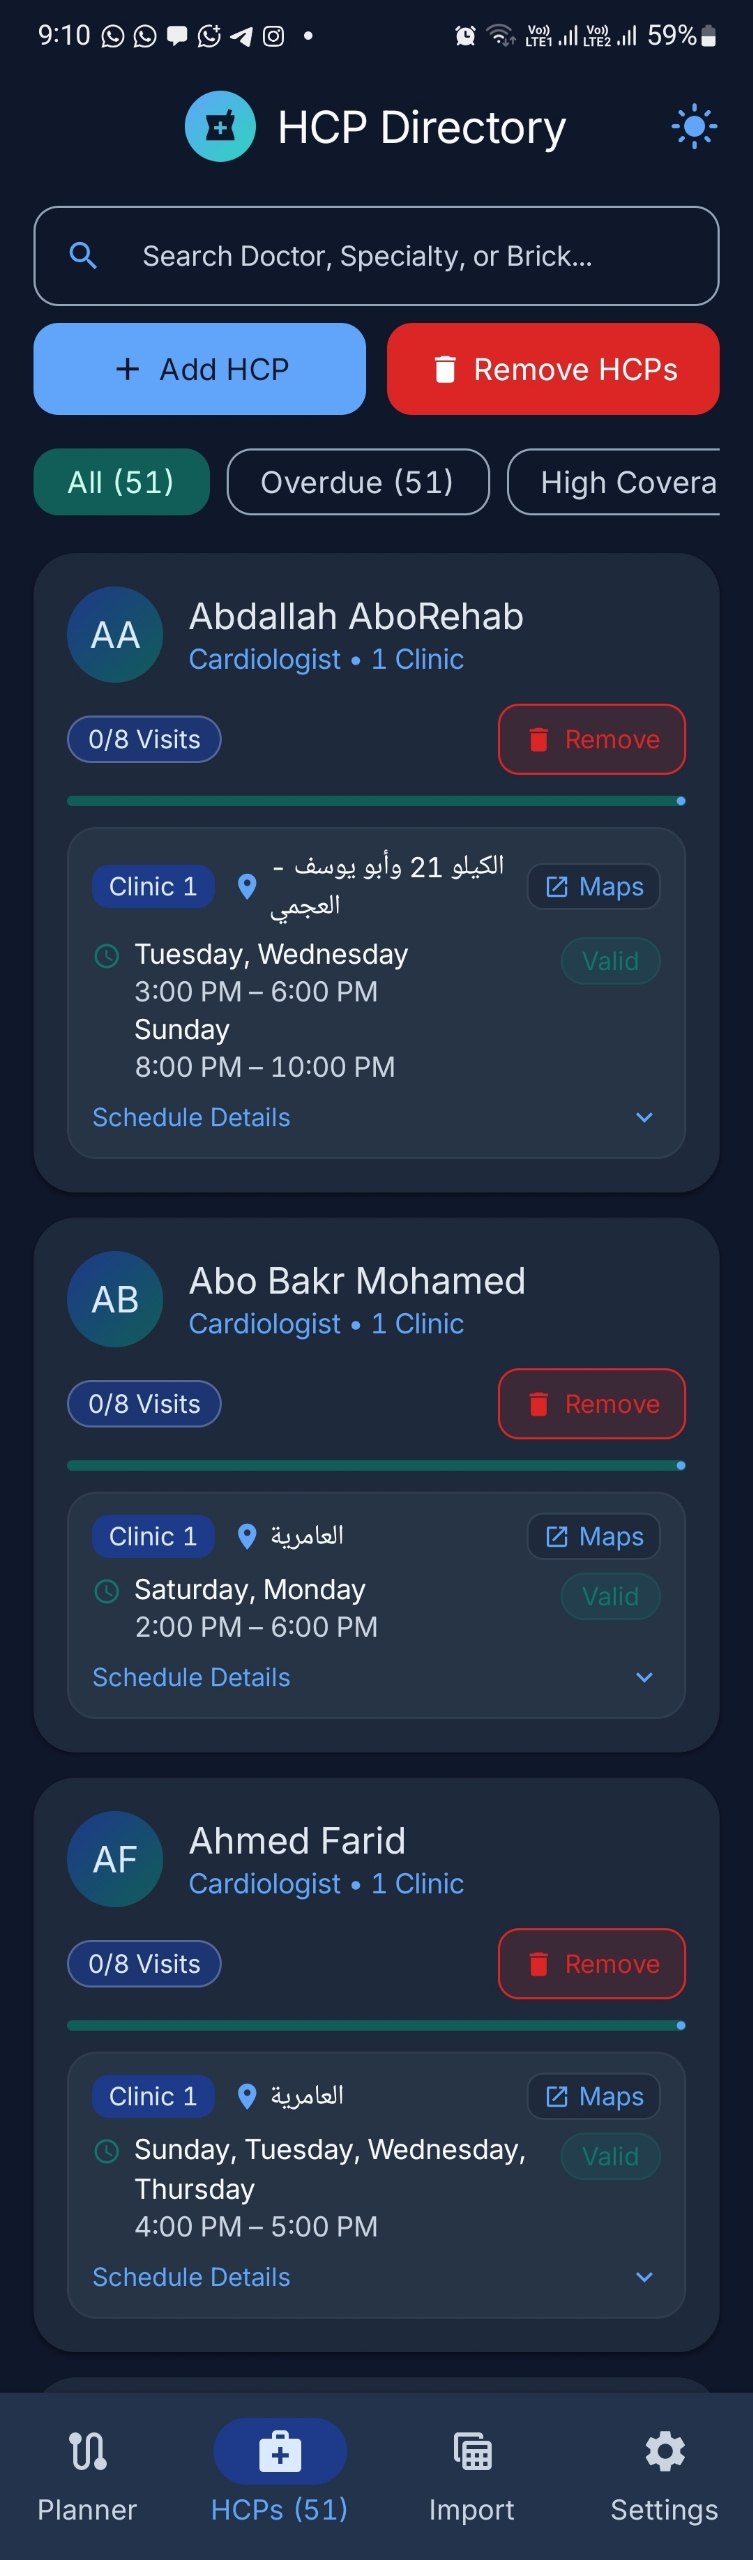 9:10
Vo)) LTE1 Vo)) LTE2 59%
HCP Directory
Search Doctor, Specialty, or Brick...
+ Add HCP
Remove HCPs
All (51)
Overdue (51)
High Covera
AA
Abdallah AboRehab
Cardiologist • 1 Clinic
0/8 Visits
Remove
Clinic 1
الكيلو 21 وأبو يوسف -
العجمي
Maps
Tuesday, Wednesday
Valid
3:00 PM – 6:00 PM
Sunday
8:00 PM – 10:00 PM
Schedule Details
AB
Abo Bakr Mohamed
Cardiologist • 1 Clinic
0/8 Visits
Remove
Clinic 1
العامرية
Maps
Saturday, Monday
Valid
2:00 PM – 6:00 PM
Schedule Details
AF
Ahmed Farid
Cardiologist • 1 Clinic
0/8 Visits
Remove
Clinic 1
العامرية
Maps
Sunday, Tuesday, Wednesday,
Thursday
Valid
4:00 PM – 5:00 PM
Schedule Details
Planner
HCPs (51)
Import
Settings